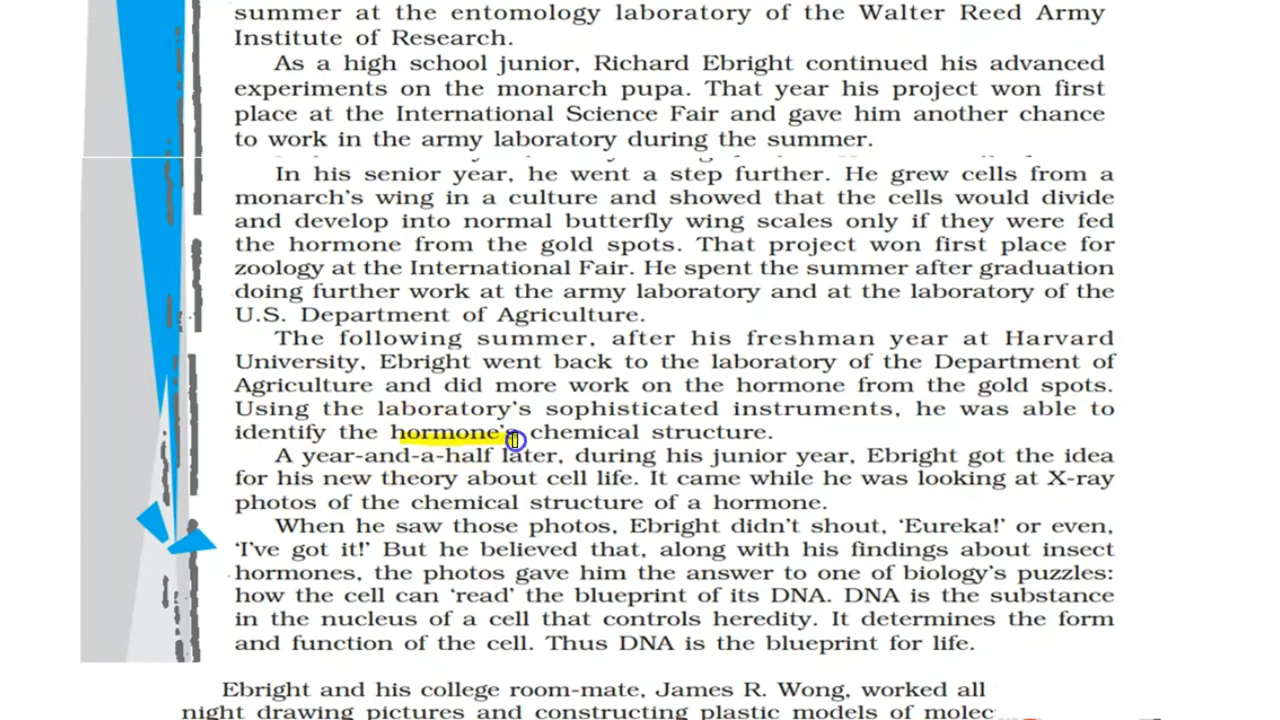 summer at the entomology laboratory of the Walter Reed Army
Institute of Research.
As a high school junior, Richard Ebright continued his advanced
experiments on the monarch pupa. That year his project won first
place at the International Science Fair and gave him another chance
to work in the army laboratory during the summer.
In his senior year, he went a step further. He grew cells from a
monarch's wing in a culture and showed that the cells would divide
and develop into normal butterfly wing scales only if they were fed
the hormone from the gold spots. That project won first place for
zoology at the International Fair. He spent the summer after graduation
doing further work at the army laboratory and at the laboratory of the
U.S. Department of Agriculture.
The following summer, after his freshman year at Harvard
University, Ebright went back to the laboratory of the Department of
Agriculture and did more work on the hormone from the gold spots.
Using the laboratory's sophisticated instruments, he was able to
identify the hormone's chemical structure.
A year-and-a-half later, during his junior year, Ebright got the idea
for his new theory about cell life. It came while he was looking at X-ray
photos of the chemical structure of a hormone.
When he saw those photos, Ebright didn't shout, 'Eureka!' or even,
'I've got it!' But he believed that, along with his findings about insect
hormones, the photos gave him the answer to one of biology's puzzles:
how the cell can 'read' the blueprint of its DNA. DNA is the substance
in the nucleus of a cell that controls heredity. It determines the form
and function of the cell. Thus DNA is the blueprint for life.
Ebright and his college room-mate, James R. Wong, worked all
night drawing pictures and constructing plastic models of molec